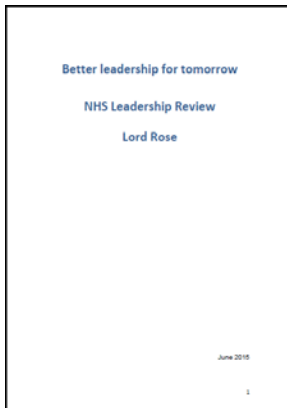 Better leadership for tomorrow
NHS Leadership Review
Lord Rose
June 2015
1